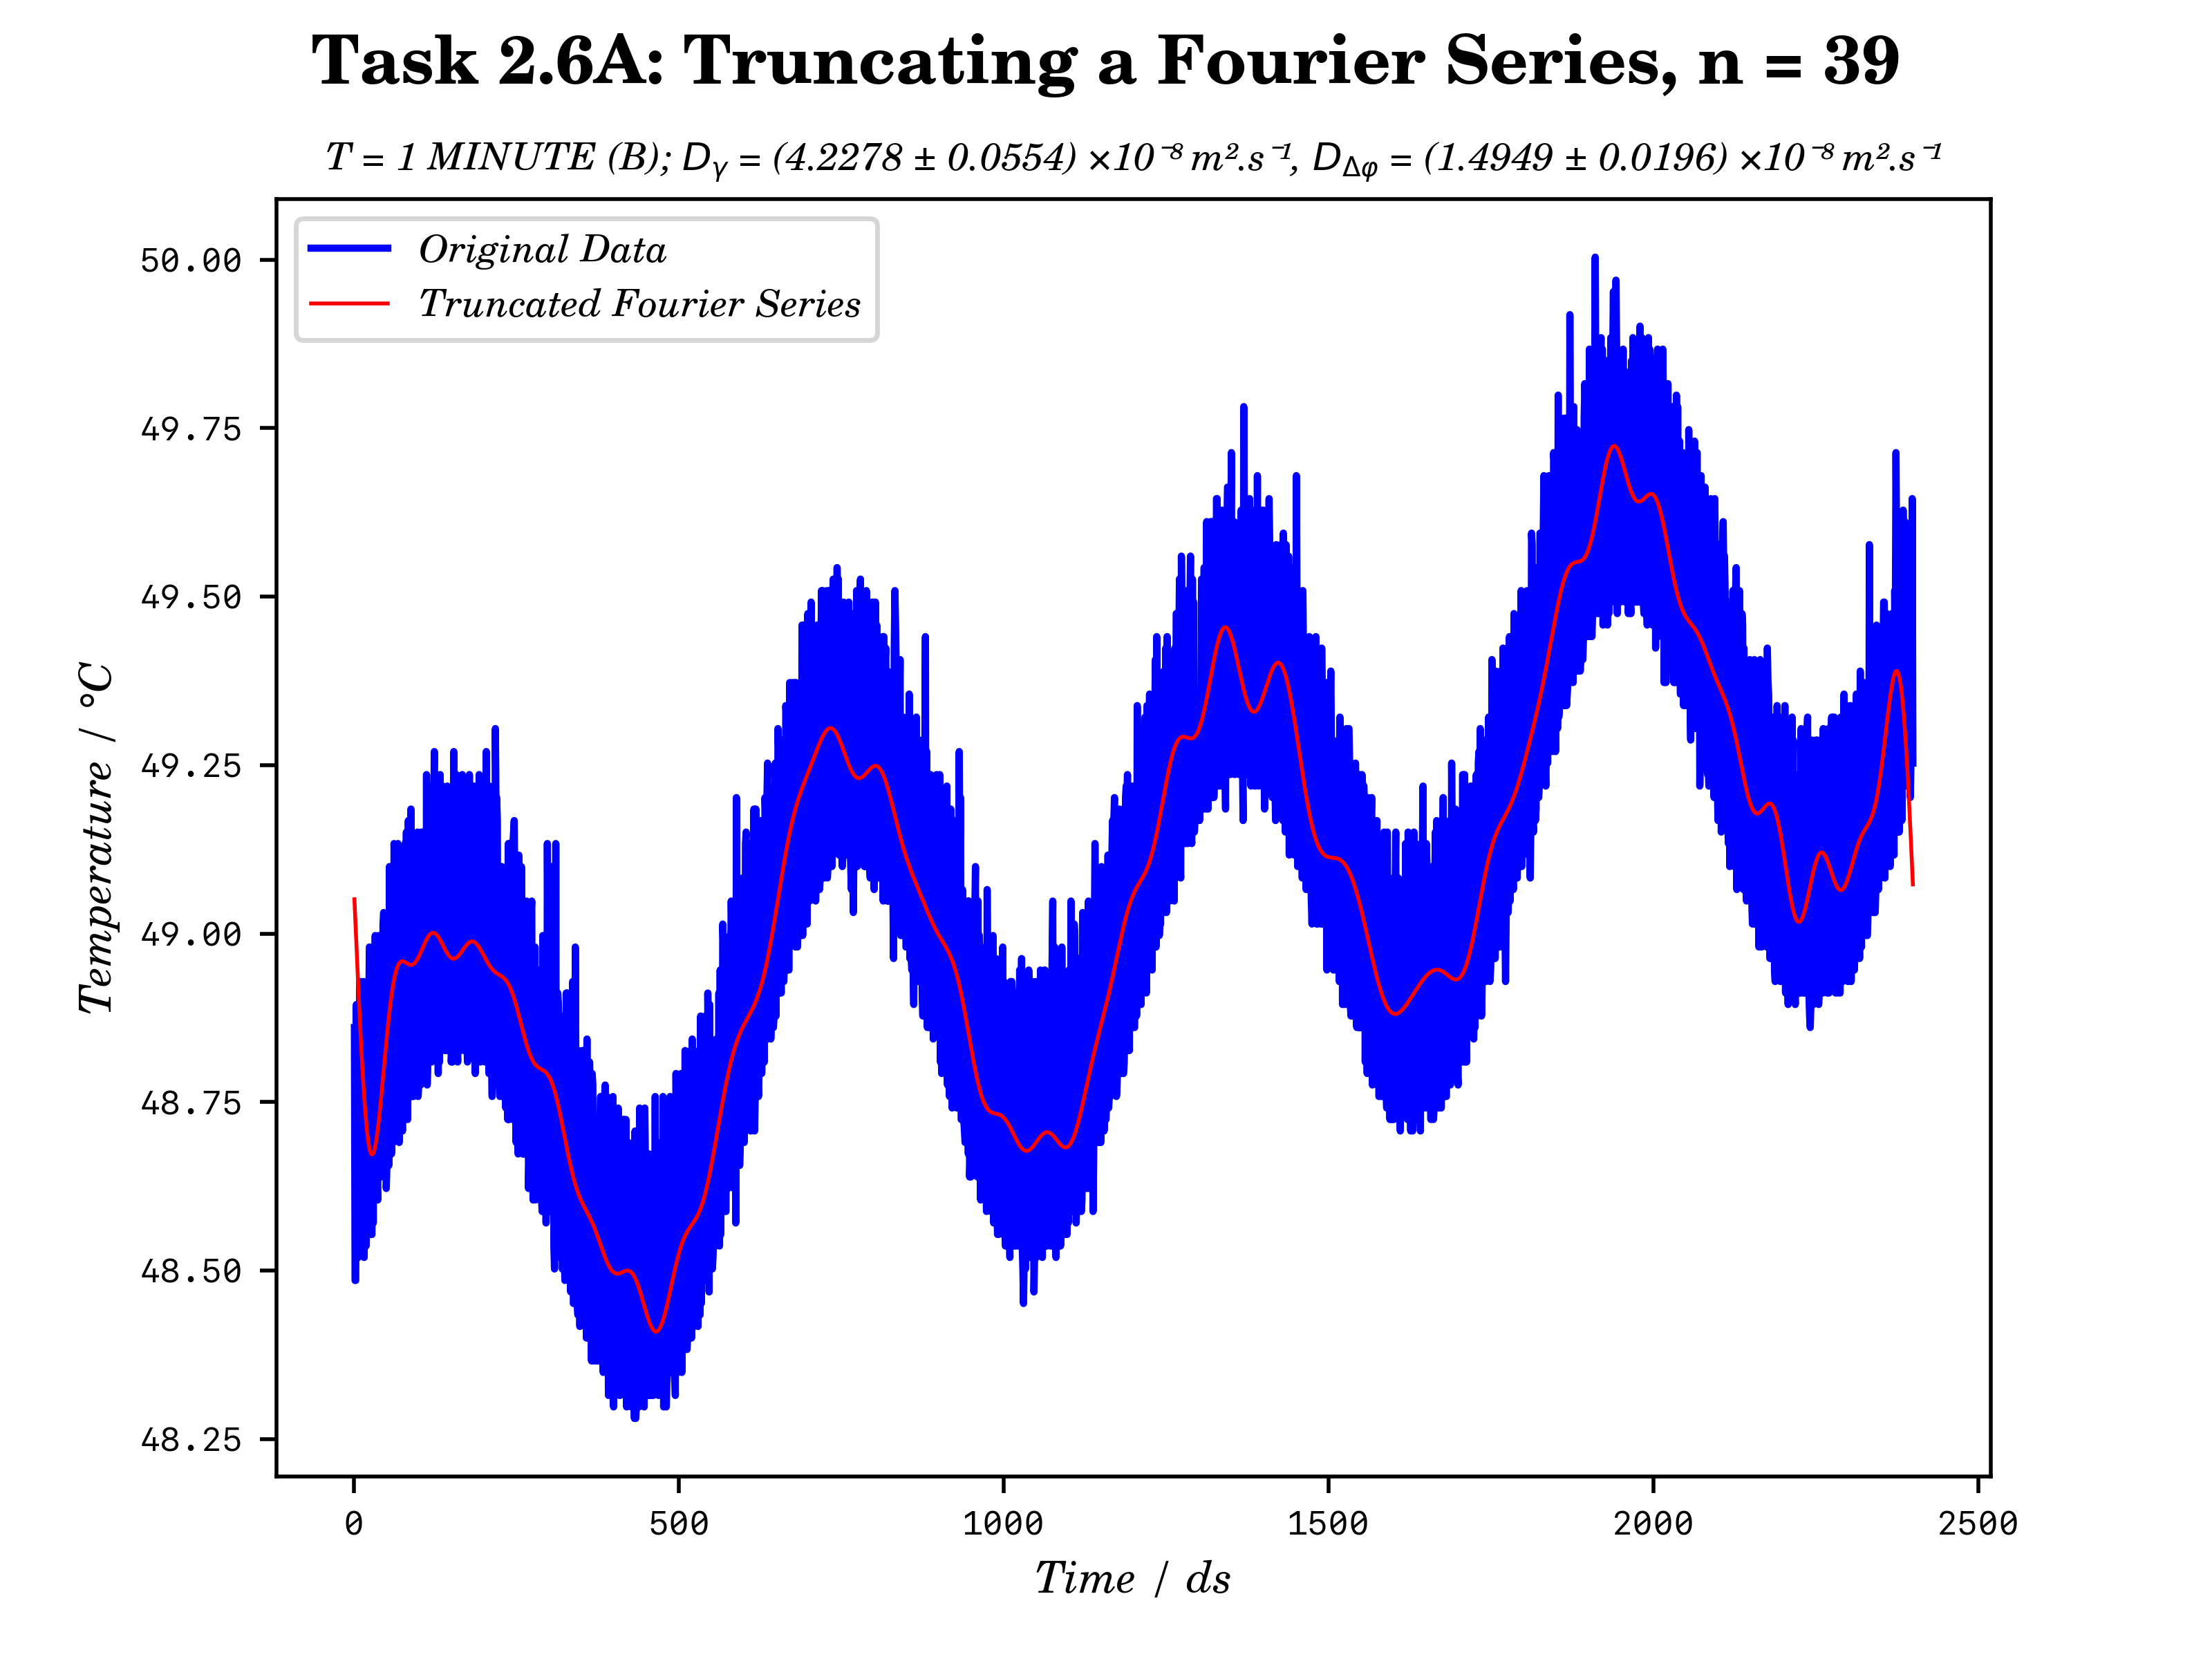 Task 2.6A: Truncating a Fourier Series, n = 39
T = 1 MINUTE (B); Dᵧ = (4.2278 ± 0.0554) ×10⁻⁸ m².s⁻¹, D_Δφ = (1.4949 ± 0.0196) ×10⁻⁸ m².s⁻¹
Original Data
Truncated Fourier Series
50.00
49.75
49.50
49.25
49.00
48.75
48.50
48.25
Temperature / °C
0 500 1000 1500 2000 2500
Time / ds